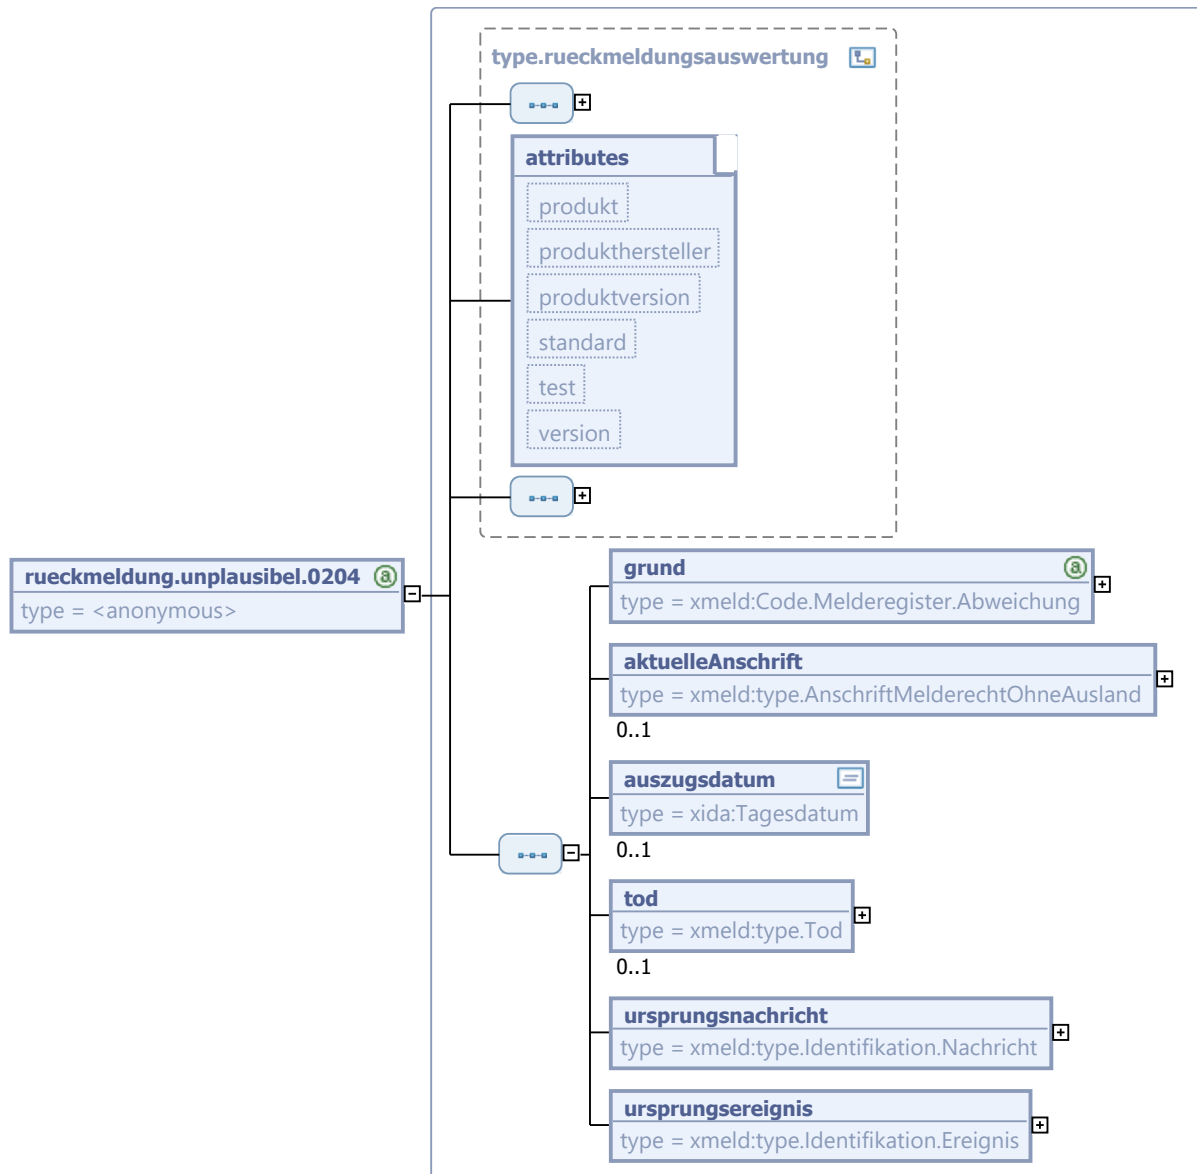 type.rueckmeldungsauswertung
attributes
produkt
produkthersteller
produktversion
standard
test
version
rueckmeldung.unplausibel.0204
type = <anonymous>
grund
type = xmeld:Code.Melderegister.Abweichung
aktuelleAnschrift
type = xmeld:type.AnschriftMelderechtOhneAusland
0..1
auszugsdatum
type = xida:Tagesdatum
0..1
tod
type = xmeld:type.Tod
0..1
ursprungsnachricht
type = xmeld:type.Identifikation.Nachricht
ursprungsereignis
type = xmeld:type.Identifikation.Ereignis